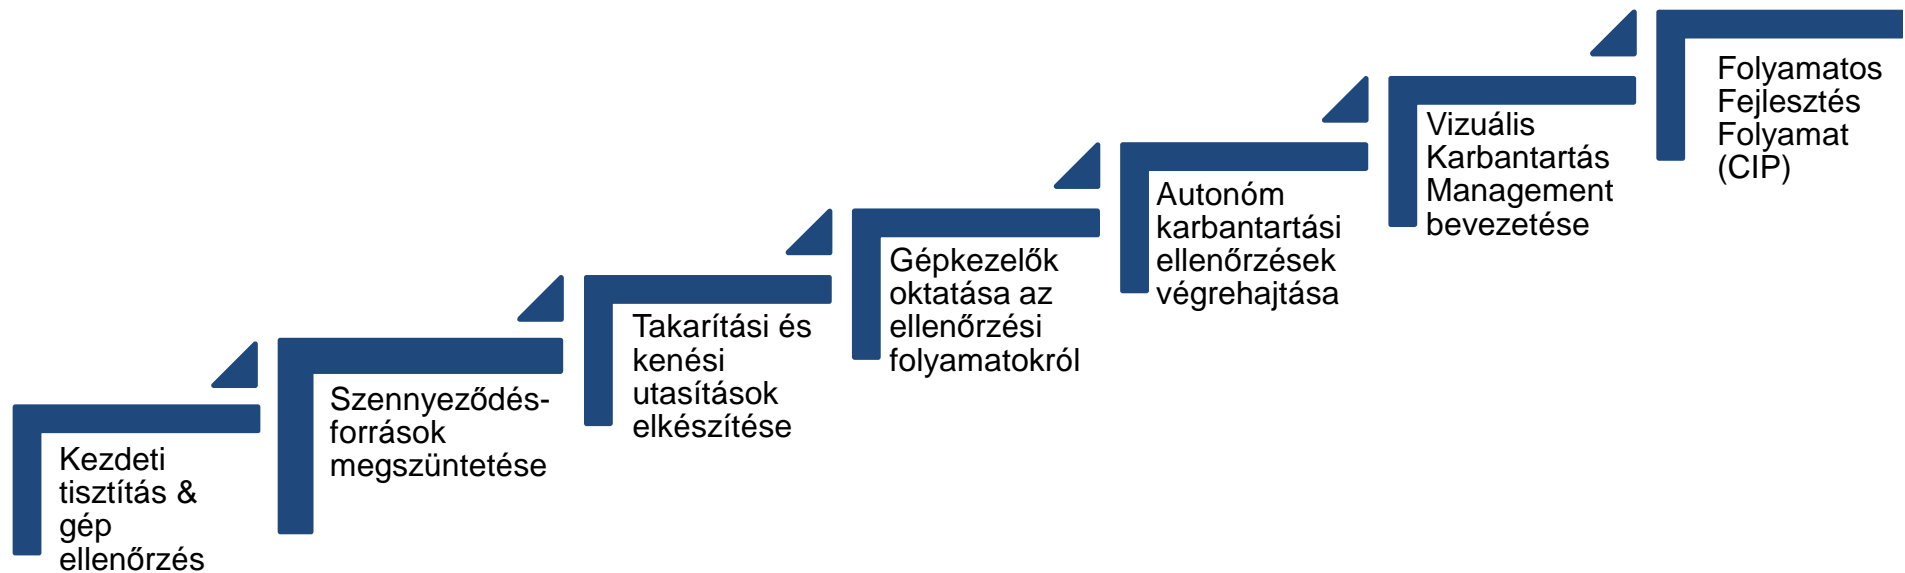 Kezdeti
tisztítás &
gép
ellenőrzés
Szennyeződés-
források
megszüntetése
Takarítási és
kenési
utasítások
elkészítése
Gépkezelők
oktatása az
ellenőrzési
folyamatokról
Autonóm
karbantartási
ellenőrzések
végrehajtása
Vizuális
Karbantartás
Management
bevezetése
Folyamatos
Fejlesztés
Folyamat
(CIP)